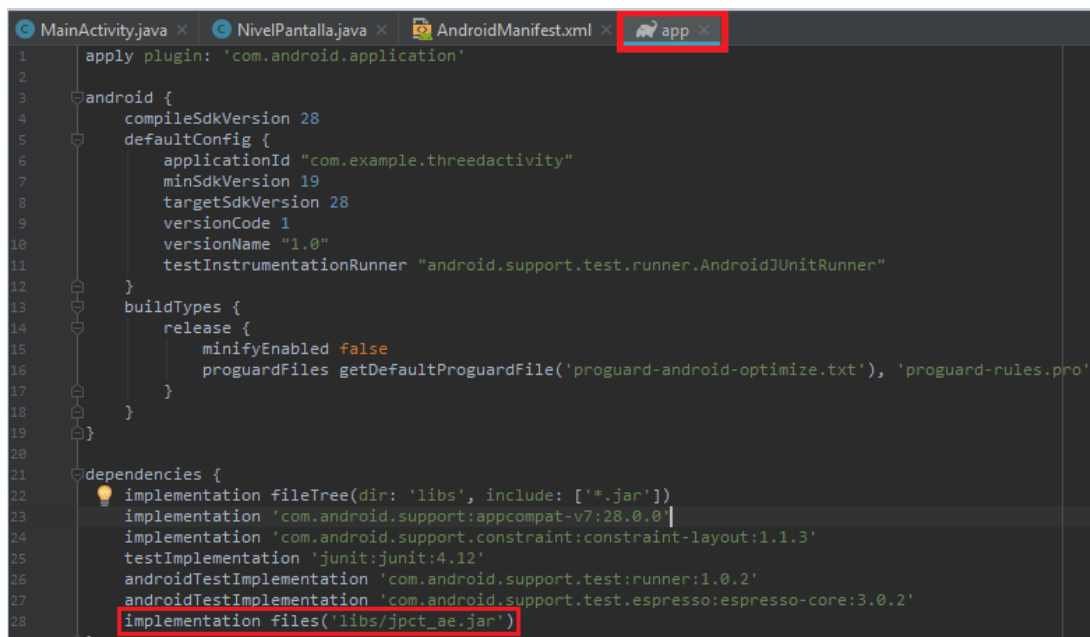 MainActivity.java × NivelPantalla.java × AndroidManifest.xml × app ×
1 apply plugin: 'com.android.application'
2
3 android {
4 compileSdkVersion 28
5 defaultConfig {
6 applicationId "com.example.threedactivity"
7 minSdkVersion 19
8 targetSdkVersion 28
9 versionCode 1
10 versionName "1.0"
11 testInstrumentationRunner "android.support.test.runner.AndroidJUnitRunner"
12 }
13 buildTypes {
14 release {
15 minifyEnabled false
16 proguardFiles getDefaultProguardFile('proguard-android-optimize.txt'), 'proguard-rules.pro'
17 }
18 }
19 }
20
21 dependencies {
22 implementation fileTree(dir: 'libs', include: ['*.jar'])
23 implementation 'com.android.support:appcompat-v7:28.0.0'
24 implementation 'com.android.support.constraint:constraint-layout:1.1.3'
25 testImplementation 'junit:junit:4.12'
26 androidTestImplementation 'com.android.support.test:runner:1.0.2'
27 androidTestImplementation 'com.android.support.test.espresso:espresso-core:3.0.2'
28 implementation files('libs/jpct_ae.jar')